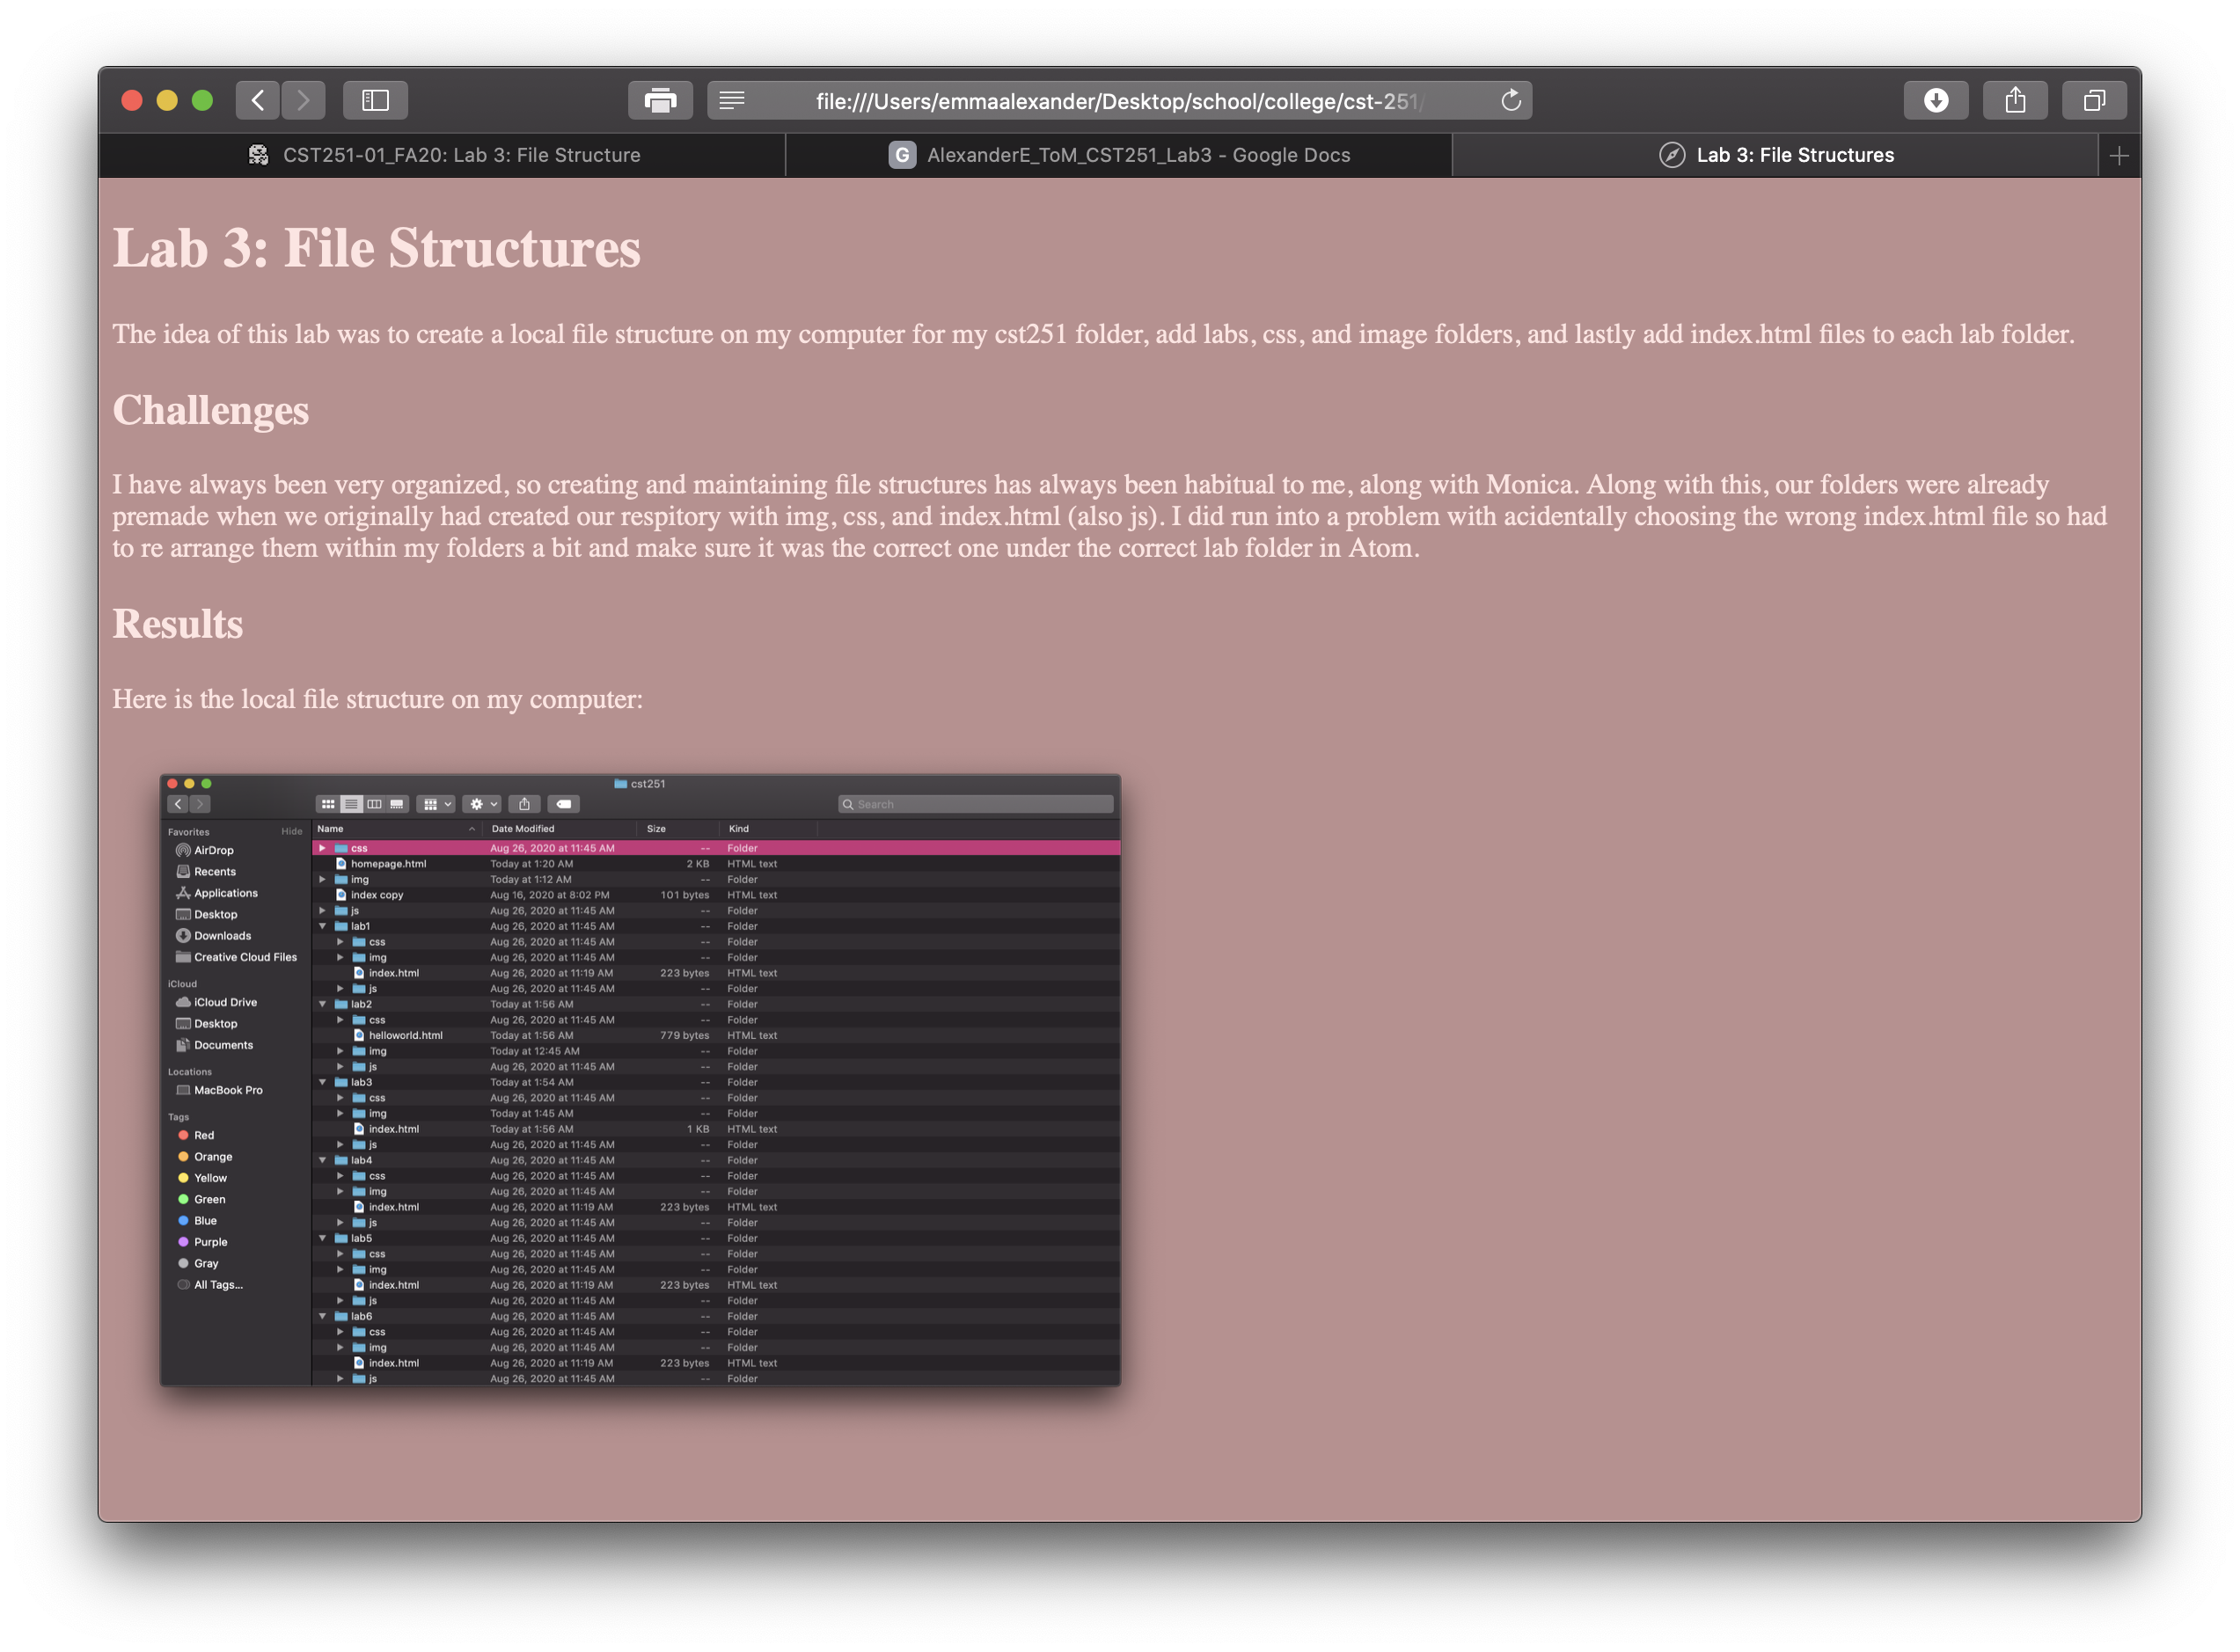 file:///Users/emmaalexander/Desktop/school/college/cst-251/
CST251-01_FA20: Lab 3: File Structure
G AlexanderE_ToM_CST251_Lab3 - Google Docs
Lab 3: File Structures
Lab 3: File Structures
The idea of this lab was to create a local file structure on my computer for my cst251 folder, add labs, css, and image folders, and lastly add index.html files to each lab folder.
Challenges
I have always been very organized, so creating and maintaining file structures has always been habitual to me, along with Monica. Along with this, our folders were already
premade when we originally had created our respitory with img, css, and index.html (also js). I did run into a problem with acidentally choosing the wrong index.html file so had
to re arrange them within my folders a bit and make sure it was the correct one under the correct lab folder in Atom.
Results
Here is the local file structure on my computer:
cst251
Search
Favorites Hide
AirDrop
Recents
Applications
Desktop
Downloads
Creative Cloud Files
iCloud
iCloud Drive
Desktop
Documents
Locations
MacBook Pro
Tags
Red
Orange
Yellow
Green
Blue
Purple
Gray
All Tags...
Name Date Modified Size Kind
css Aug 26, 2020 at 11:45 AM -- Folder
homepage.html Today at 1:20 AM 2 KB HTML text
img Today at 1:12 AM -- Folder
index copy Aug 16, 2020 at 8:02 PM 101 bytes HTML text
js Aug 26, 2020 at 11:45 AM -- Folder
lab1 Aug 26, 2020 at 11:45 AM -- Folder
css Aug 26, 2020 at 11:45 AM -- Folder
img Aug 26, 2020 at 11:45 AM -- Folder
index.html Aug 26, 2020 at 11:19 AM 223 bytes HTML text
js Aug 26, 2020 at 11:45 AM -- Folder
lab2 Today at 1:56 AM -- Folder
css Aug 26, 2020 at 11:45 AM -- Folder
helloworld.html Today at 1:56 AM 779 bytes HTML text
img Today at 12:45 AM -- Folder
js Aug 26, 2020 at 11:45 AM -- Folder
lab3 Today at 1:54 AM -- Folder
css Aug 26, 2020 at 11:45 AM -- Folder
img Today at 1:45 AM -- Folder
index.html Today at 1:56 AM 1 KB HTML text
js Aug 26, 2020 at 11:45 AM -- Folder
lab4 Aug 26, 2020 at 11:45 AM -- Folder
css Aug 26, 2020 at 11:45 AM -- Folder
img Aug 26, 2020 at 11:45 AM -- Folder
index.html Aug 26, 2020 at 11:19 AM 223 bytes HTML text
js Aug 26, 2020 at 11:45 AM -- Folder
lab5 Aug 26, 2020 at 11:45 AM -- Folder
css Aug 26, 2020 at 11:45 AM -- Folder
img Aug 26, 2020 at 11:45 AM -- Folder
index.html Aug 26, 2020 at 11:19 AM 223 bytes HTML text
js Aug 26, 2020 at 11:45 AM -- Folder
lab6 Aug 26, 2020 at 11:45 AM -- Folder
css Aug 26, 2020 at 11:45 AM -- Folder
img Aug 26, 2020 at 11:45 AM -- Folder
index.html Aug 26, 2020 at 11:19 AM 223 bytes HTML text
js Aug 26, 2020 at 11:45 AM -- Folder